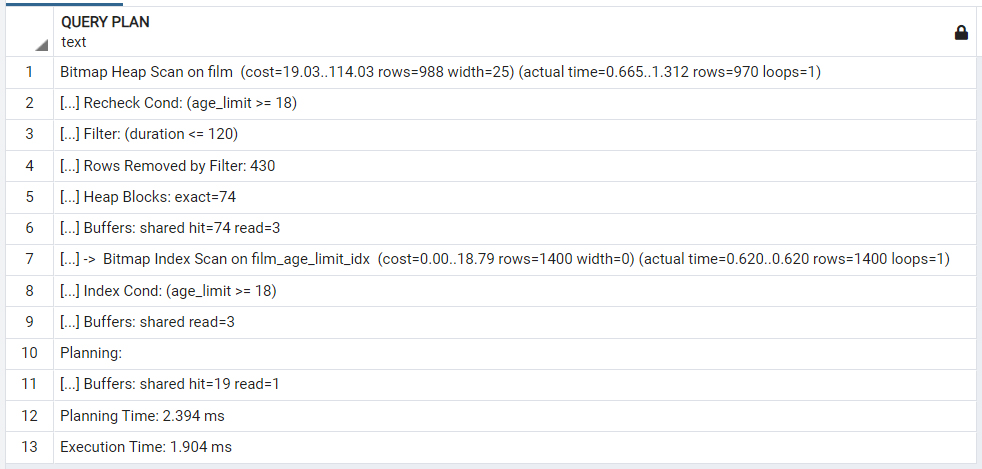 QUERY PLAN
text
1 Bitmap Heap Scan on film (cost=19.03..114.03 rows=988 width=25) (actual time=0.665..1.312 rows=970 loops=1)
2 [...] Recheck Cond: (age_limit >= 18)
3 [...] Filter: (duration <= 120)
4 [...] Rows Removed by Filter: 430
5 [...] Heap Blocks: exact=74
6 [...] Buffers: shared hit=74 read=3
7 [...] -> Bitmap Index Scan on film_age_limit_idx (cost=0.00..18.79 rows=1400 width=0) (actual time=0.620..0.620 rows=1400 loops=1)
8 [...] Index Cond: (age_limit >= 18)
9 [...] Buffers: shared read=3
10 Planning:
11 [...] Buffers: shared hit=19 read=1
12 Planning Time: 2.394 ms
13 Execution Time: 1.904 ms